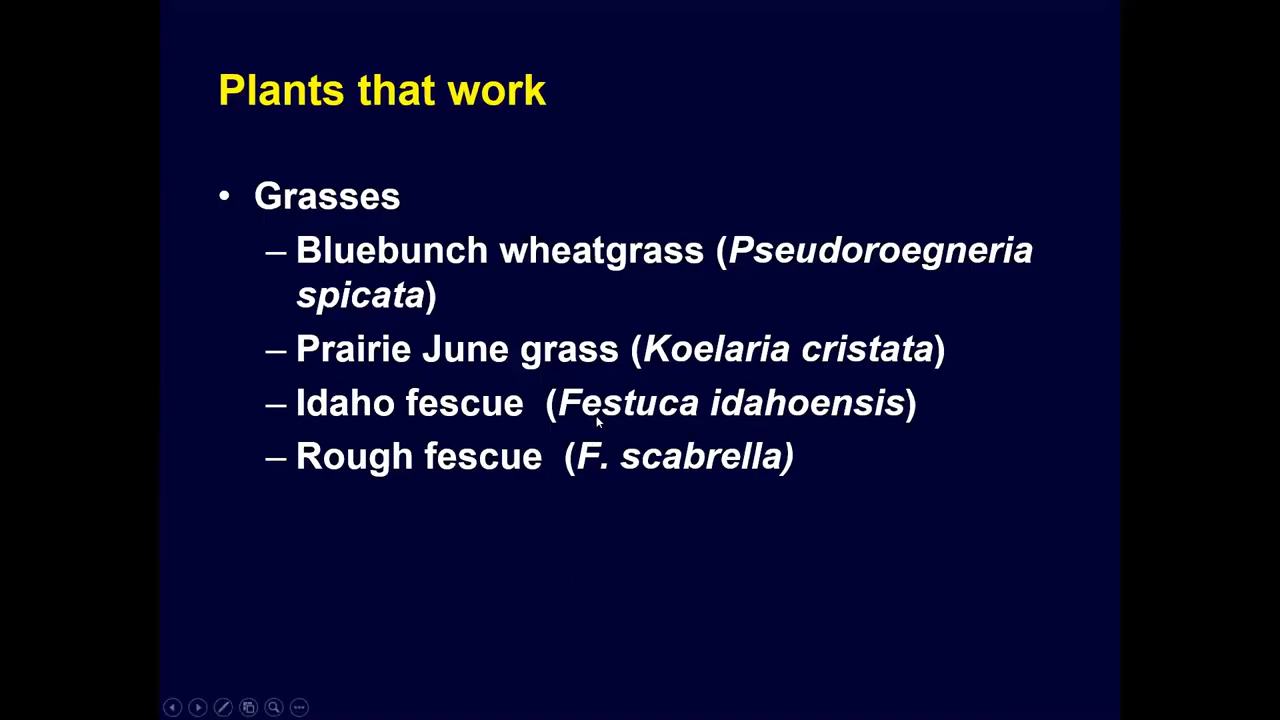 Plants that work
• Grasses
– Bluebunch wheatgrass (Pseudoroegneria
spicata)
– Prairie June grass (Koelaria cristata)
– Idaho fescue (Festuca idahoensis)
– Rough fescue (F. scabrella)